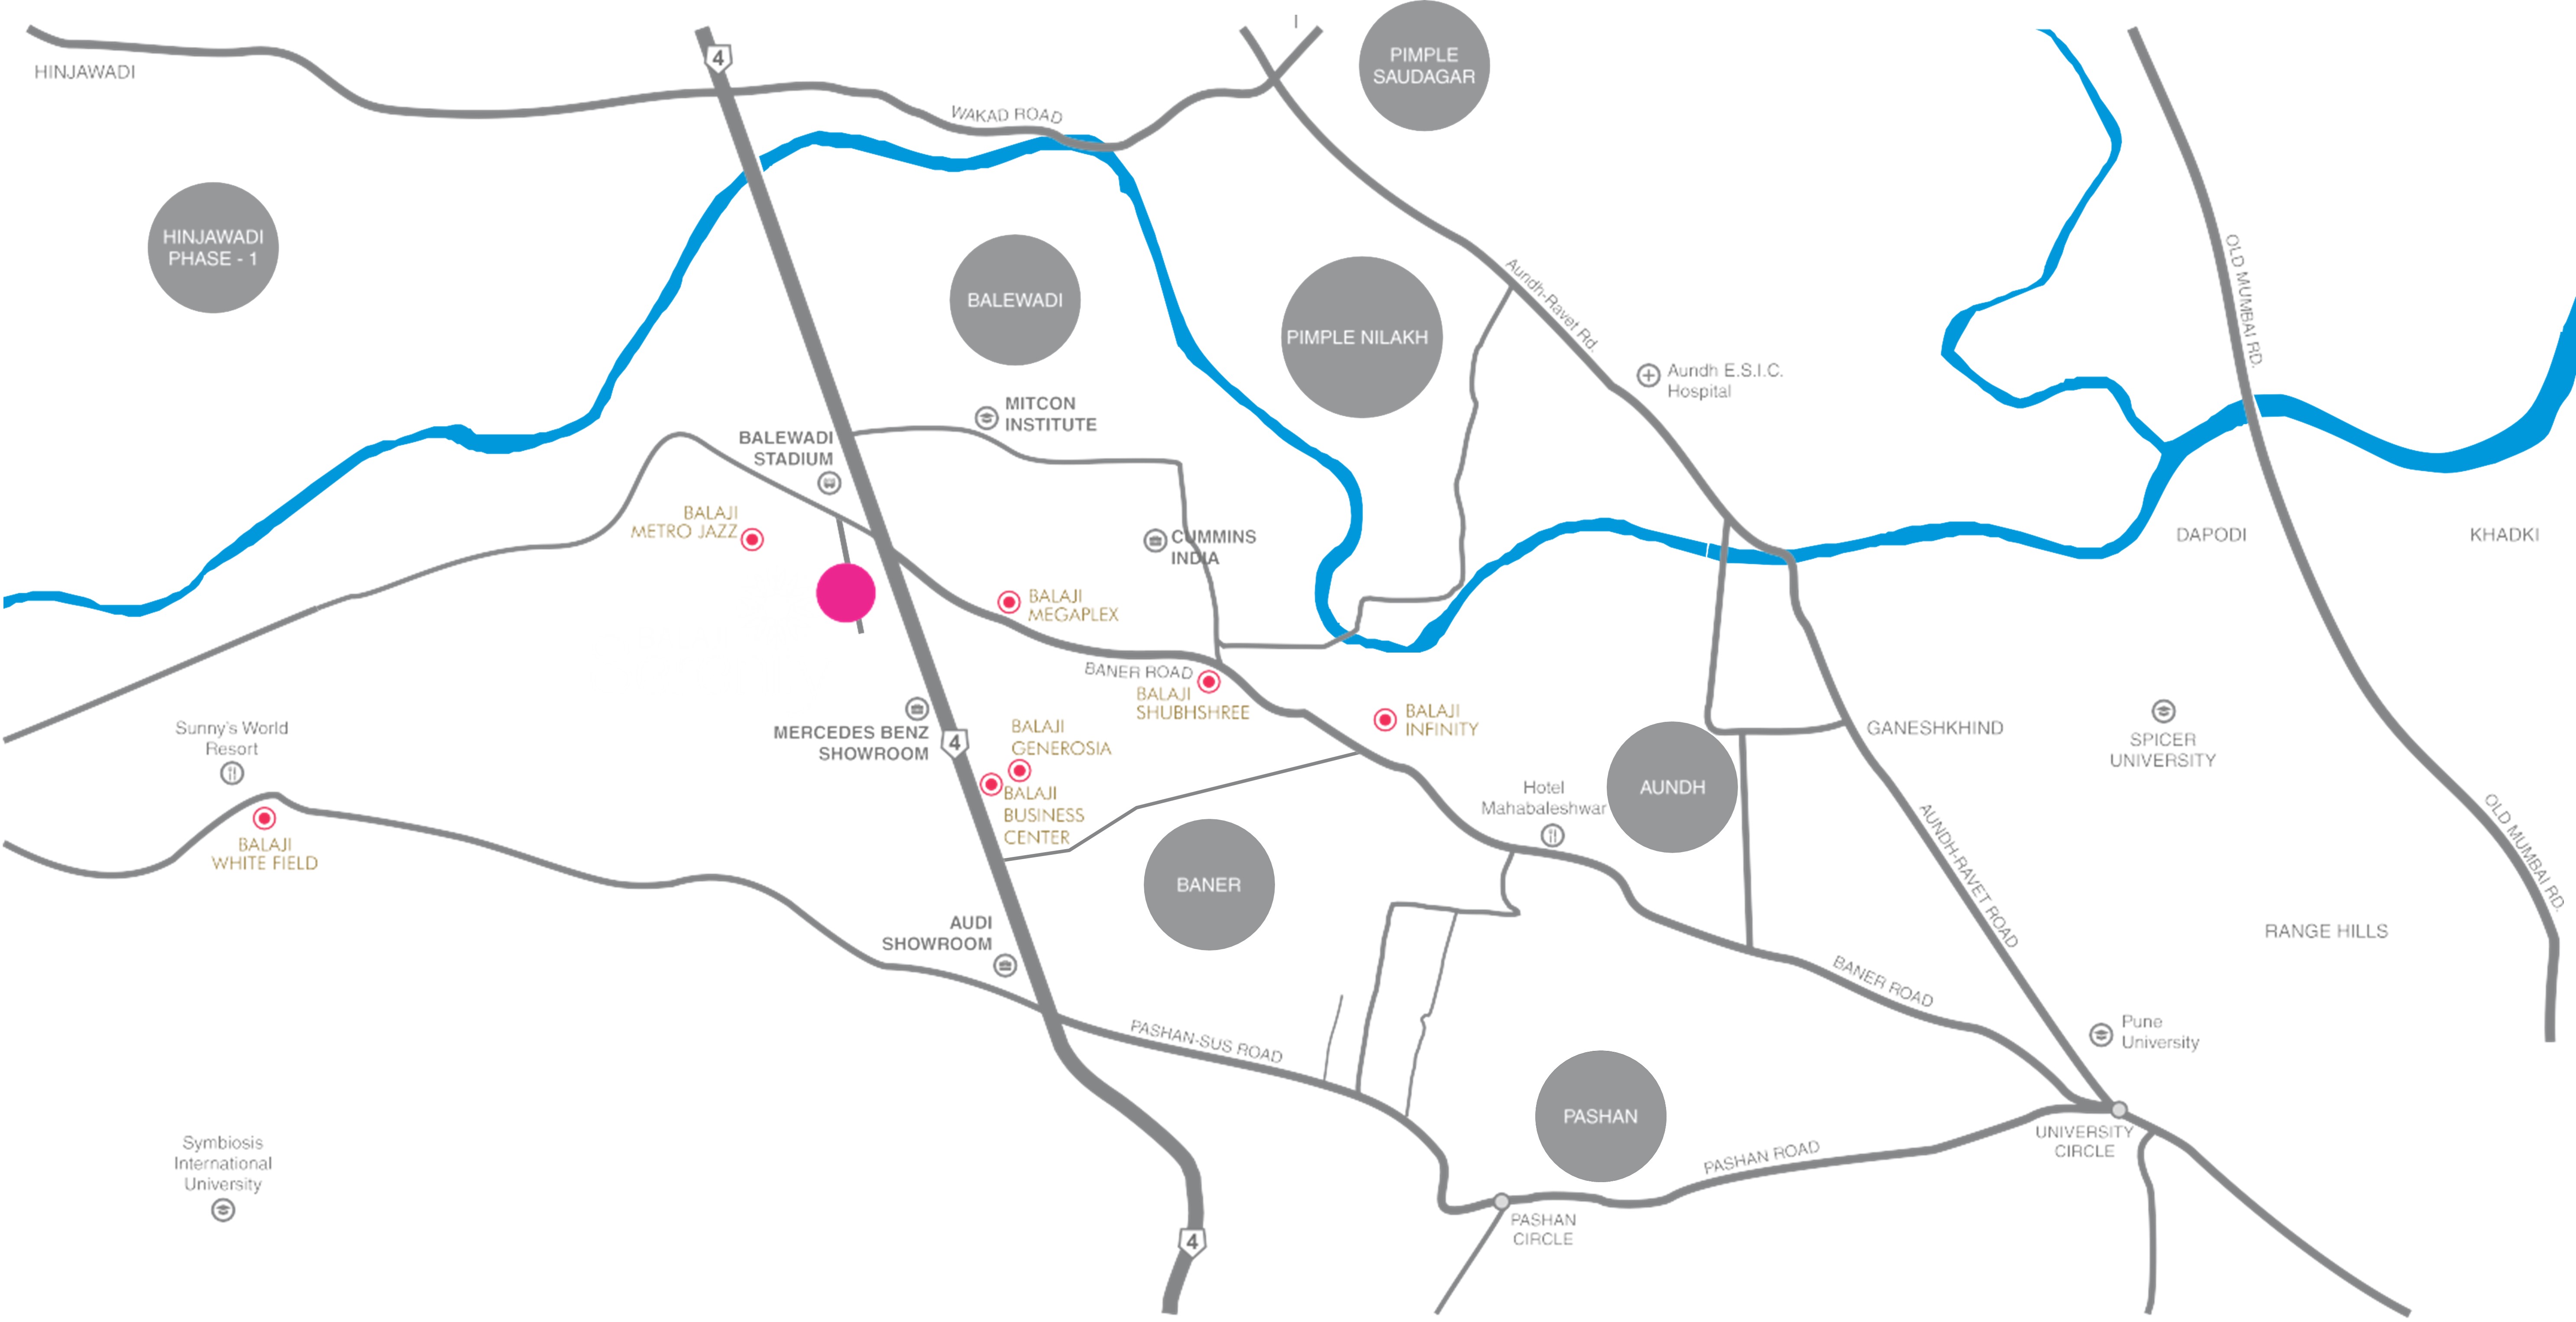 PIMPLE
SAUDAGAR
4
HINJAWADI
WAKAD ROAD
HINJAWADI
PHASE - 1
BALEWADI
PIMPLE NILAKH
Aundh-Ravet Rd.
OLD MUMBAI RD.
Aundh E.S.I.C.
Hospital
MITCON
INSTITUTE
BALEWADI
STADIUM
BALAJI
METRO JAZZ
CUMMINS
INDIA
DAPODI
KHADKI
BALAJI
MEGAPLEX
BANER ROAD
BALAJI
SHUBHSHREE
BALAJI
INFINITY
Sunny's World
Resort
MERCEDES BENZ
SHOWROOM
4
BALAJI
GENEROSIA
BALAJI
BUSINESS
CENTER
GANESHKHIND
SPICER
UNIVERSITY
Hotel
Mahabaleshwar
AUNDH
AUNDH-RAVET ROAD
OLD MUMBAI RD.
BALAJI
WHITE FIELD
BANER
AUDI
SHOWROOM
RANGE HILLS
BANER ROAD
PASHAN-SUS ROAD
Pune
University
PASHAN
UNIVERSITY
CIRCLE
PASHAN ROAD
Symbiosis
International
University
PASHAN
CIRCLE
4